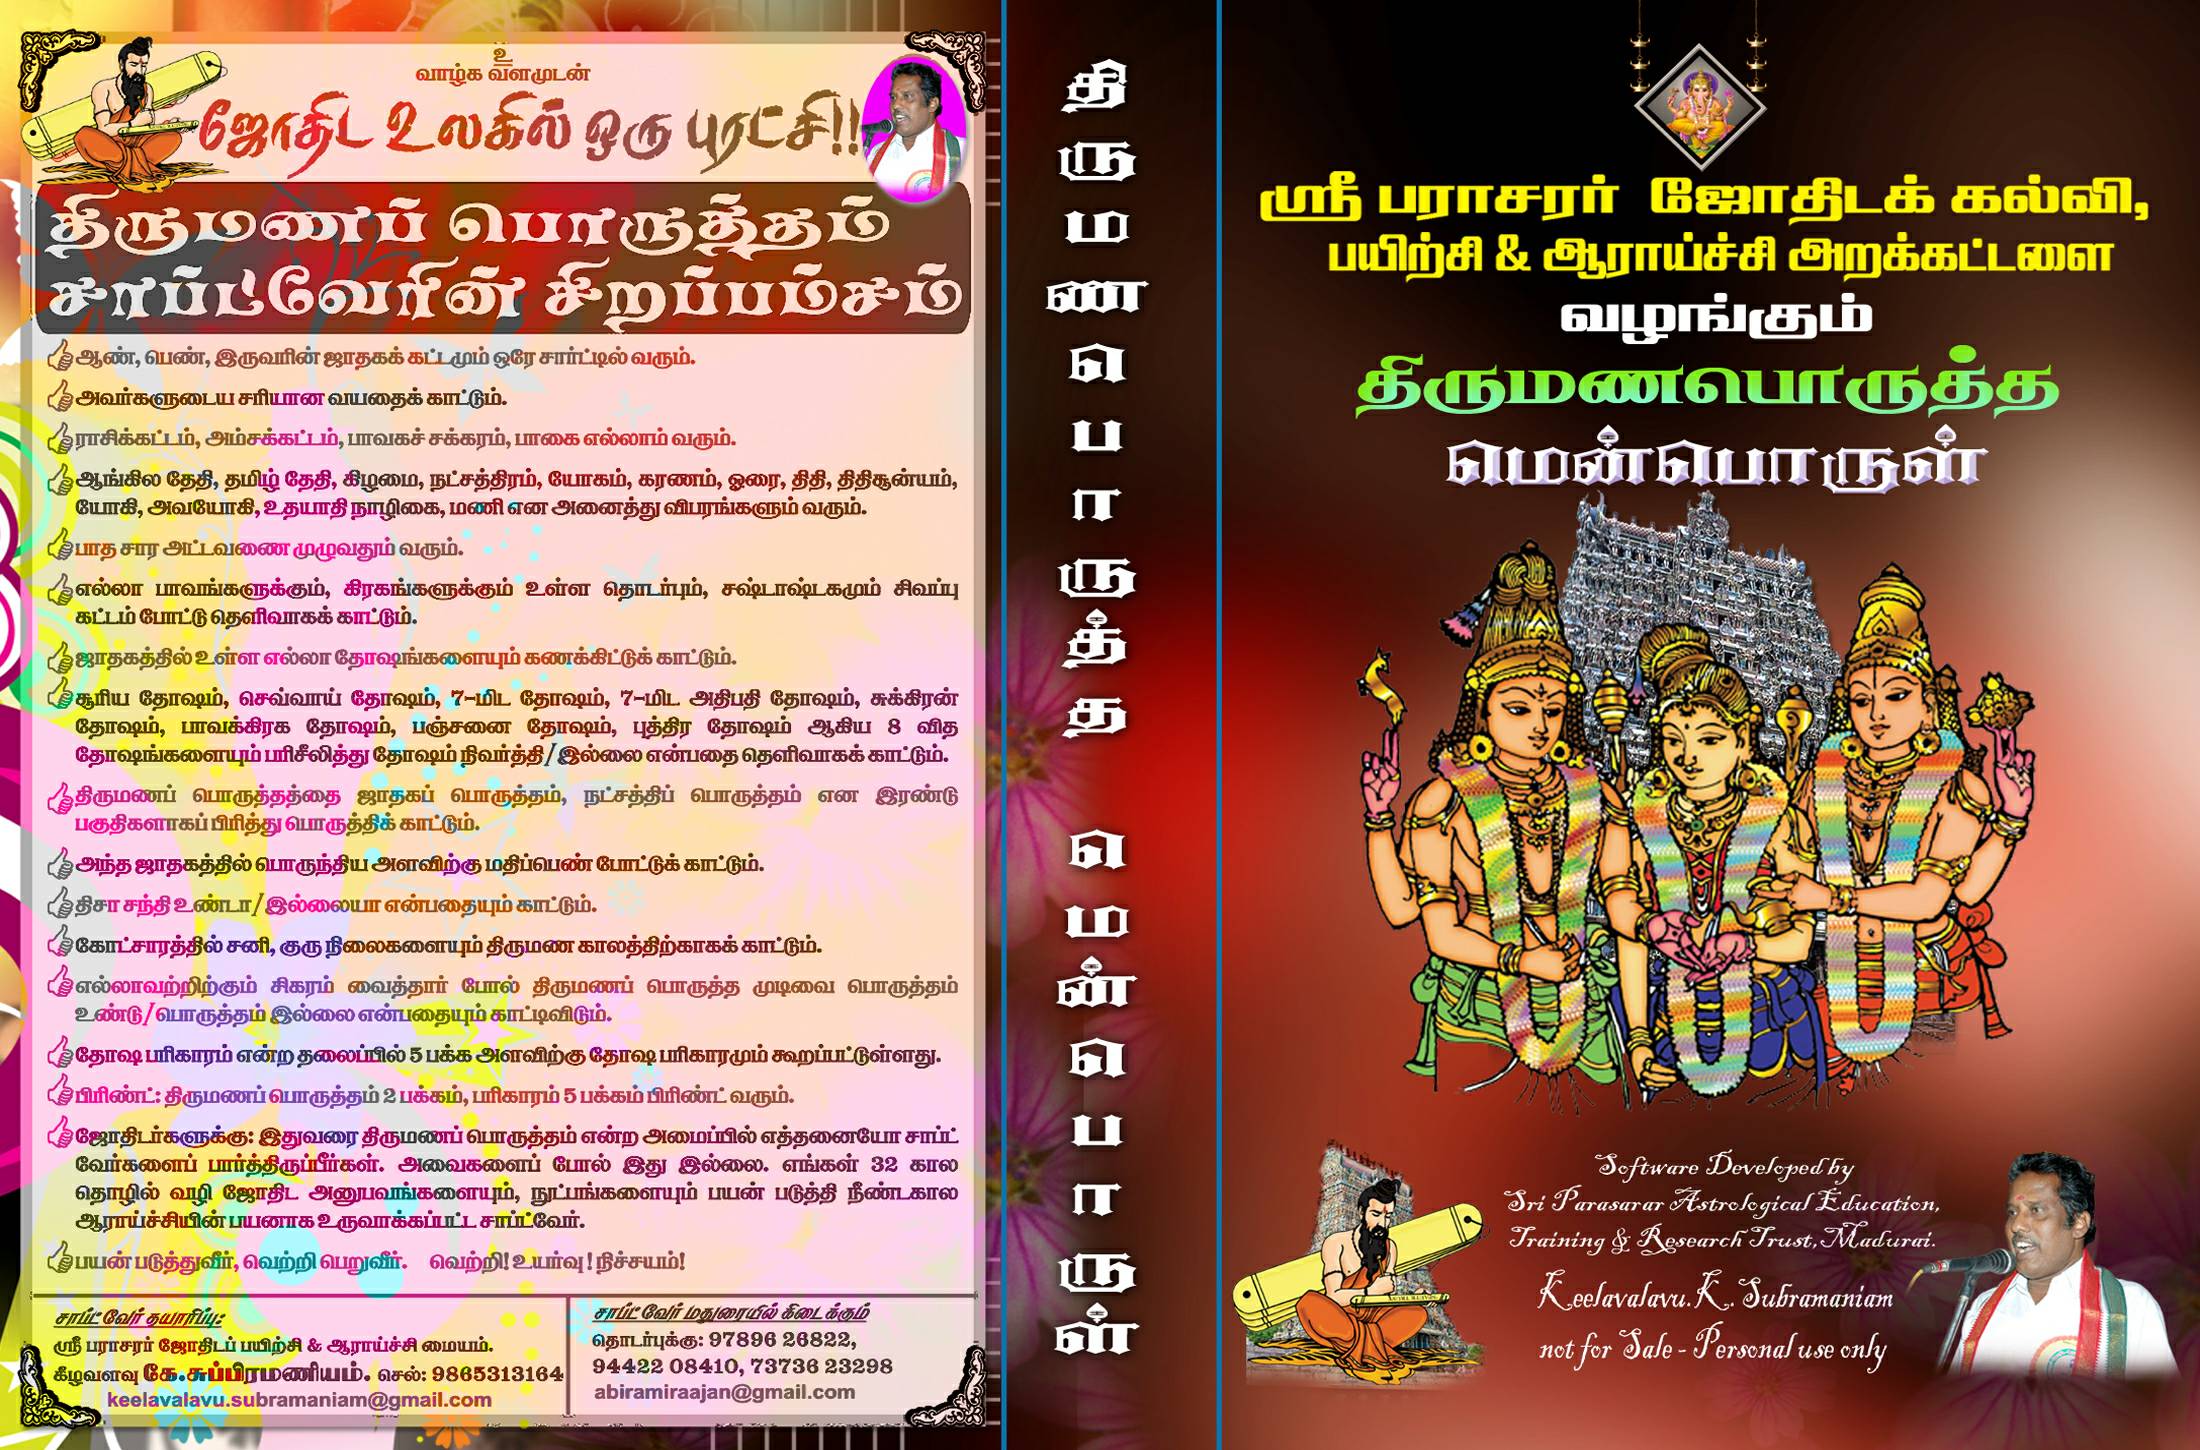 உ
வாழ்க வளமுடன்
ஜோதிட உலகில் ஒரு புரட்சி!!
திருமணப் பொருத்தம்
சாப்ட்வேரின் சிறப்பம்சம்
ஆண், பெண், இருவரின் ஜாதகக் கட்டமும் ஒரே சார்ட்டில் வரும்.
அவர்களுடைய சரியான வயதைக் காட்டும்.
ராசிக்கட்டம், அம்சக்கட்டம், பாவகச் சக்கரம், பாகை எல்லாம் வரும்.
ஆங்கில தேதி, தமிழ் தேதி, கிழமை, நட்சத்திரம், யோகம், கரணம், ஓரை, திதி, திதிசூன்யம்,
யோகி, அவயோகி, உதயாதி நாழிகை, மணி என அனைத்து விபரங்களும் வரும்.
பாத சார அட்டவணை முழுவதும் வரும்.
எல்லா பாவங்களுக்கும், கிரகங்களுக்கும் உள்ள தொடர்பும், சஷ்டாஷ்டகமும் சிவப்பு
கட்டம் போட்டு தெளிவாகக் காட்டும்.
ஜாதகத்தில் உள்ள எல்லா தோஷங்களையும் கணக்கிட்டுக் காட்டும்.
சூரிய தோஷம், செவ்வாய் தோஷம், 7-மிட தோஷம், 7-மிட அதிபதி தோஷம், சுக்கிரன்
தோஷம், பாவக்கிரக தோஷம், பஞ்சணை தோஷம், புத்திர தோஷம் ஆகிய 8 வித
தோஷங்களையும் பரிசீலித்து தோஷம் நிவர்த்தி/இல்லை என்பதை தெளிவாகக் காட்டும்.
திருமணப் பொருத்தத்தை ஜாதகப் பொருத்தம், நட்சத்திப் பொருத்தம் என இரண்டு
பகுதிகளாகப் பிரித்து பொருத்திக் காட்டும்.
அந்த ஜாதகத்தில் பொருந்திய அளவிற்கு மதிப்பெண் போட்டுக் காட்டும்.
திசா சந்தி உண்டா/இல்லையா என்பதையும் காட்டும்.
கோட்சாரத்தில் சனி, குரு நிலைகளையும் திருமண காலத்திற்காகக் காட்டும்.
எல்லாவற்றிற்கும் சிகரம் வைத்தார் போல் திருமணப் பொருத்த முடிவை பொருத்தம்
உண்டு/பொருத்தம் இல்லை என்பதையும் காட்டிவிடும்.
தோஷ பரிகாரம் என்ற தலைப்பில் 5 பக்க அளவிற்கு தோஷ பரிகாரமும் கூறப்பட்டுள்ளது.
பிரிண்ட்: திருமணப் பொருத்தம் 2 பக்கம், பரிகாரம் 5 பக்கம் பிரிண்ட் வரும்.
ஜோதிடர்களுக்கு: இதுவரை திருமணப் பொருத்தம் என்ற அமைப்பில் எத்தனையோ சாப்ட்
வேர்களைப் பார்த்திருப்பீர்கள். அவைகளைப் போல் இது இல்லை. எங்கள் 32 கால
தொழில் வழி ஜோதிட அனுபவங்களையும், நுட்பங்களையும் பயன் படுத்தி நீண்டகால
ஆராய்ச்சியின் பயனாக உருவாக்கப்பட்ட சாப்ட்வேர்.
பயன் படுத்துவீர், வெற்றி பெறுவீர். வெற்றி! உயர்வு! நிச்சயம்!
சாப்ட்வேர் தயாரிப்பு:
ஸ்ரீ பராசரர் ஜோதிடப் பயிற்சி & ஆராய்ச்சி மையம்.
கீழவளவு கே.சுப்பிரமணியம். செல்: 9865313164
keelavalavu.subramaniam@gmail.com
சாப்ட்வேர் மதுரையில் கிடைக்கும்
தொடர்புக்கு: 97896 26822,
94422 08410, 73736 23298
abiramiraajan@gmail.com
திருமணபொருத்த மென்பொருள்
ஸ்ரீ பராசரர் ஜோதிடக் கல்வி,
பயிற்சி & ஆராய்ச்சி அறக்கட்டளை
வழங்கும்
திருமணபொருத்த
மென்பொருள்
Software Developed by
Sri Parasarar Astrological Education,
Training & Research Trust, Madurai.
Keelavalavu.K. Subramaniam
not for Sale - Personal use only